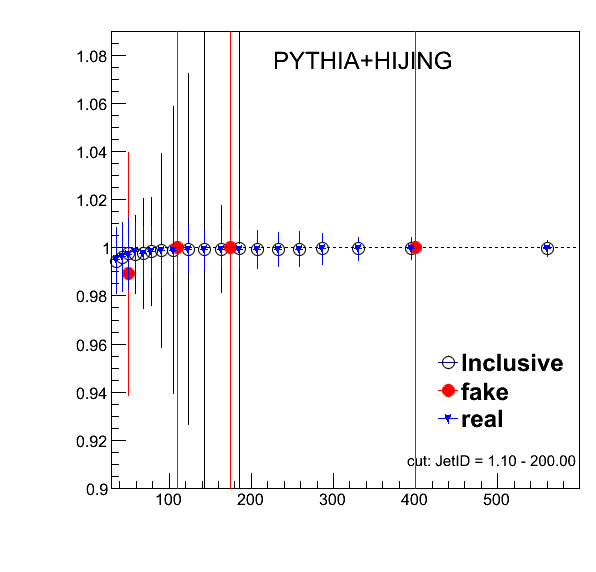 PYTHIA+HIJING
1.08
1.06
1.04
1.02
1
0.98
0.96
0.94
0.92
0.9
Inclusive
fake
real
cut: JetID = 1.10 - 200.00
100 200 300 400 500